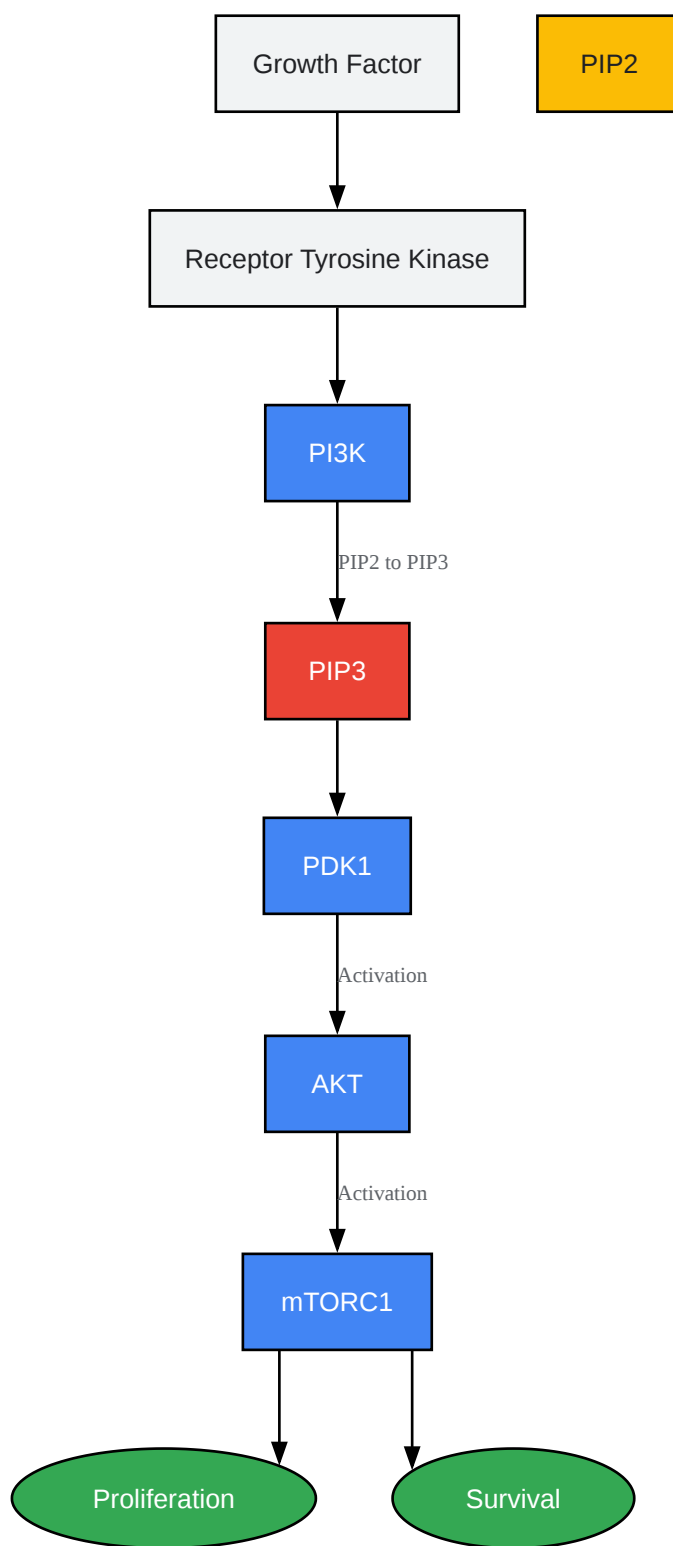 Growth Factor
PIP2
Receptor Tyrosine Kinase
PI3K
PIP2 to PIP3
PIP3
PDK1
Activation
AKT
Activation
mTORC1
Proliferation
Survival